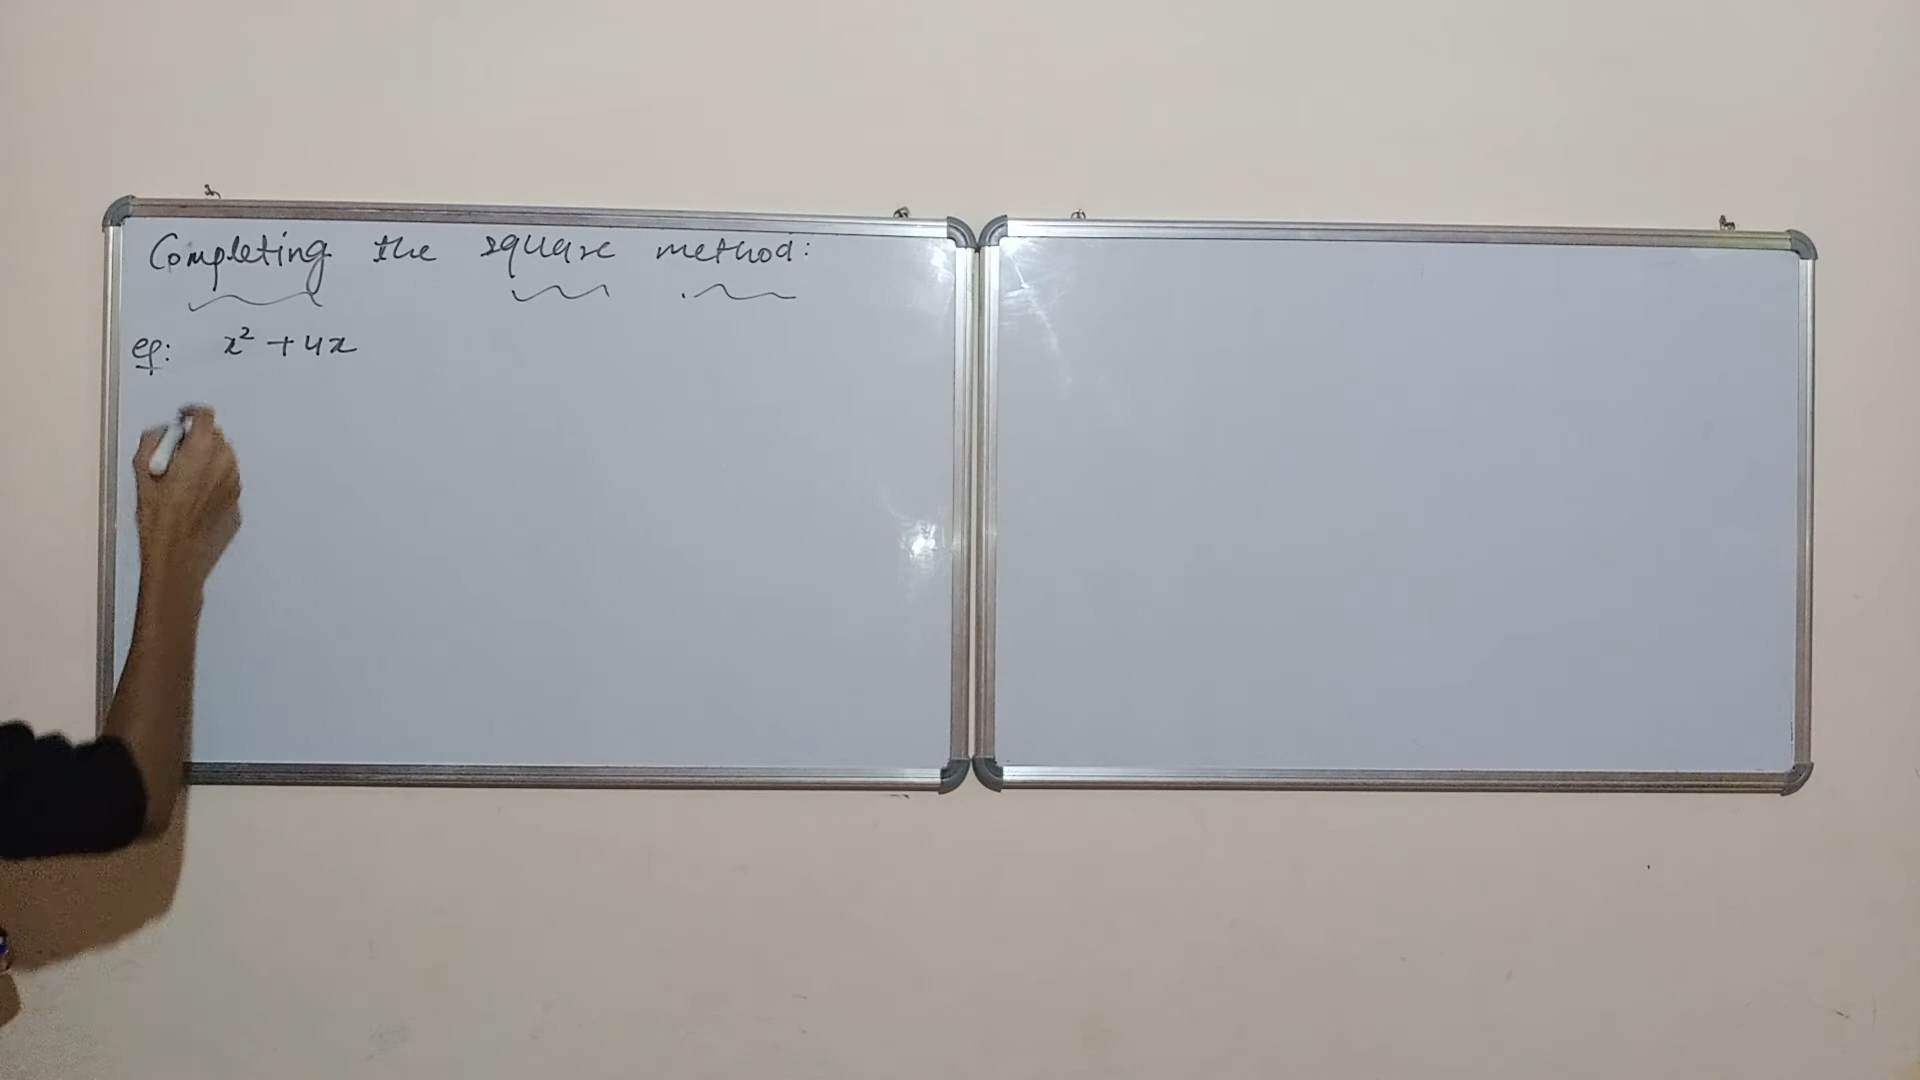 Completing the square method:
eg: x² + 4x